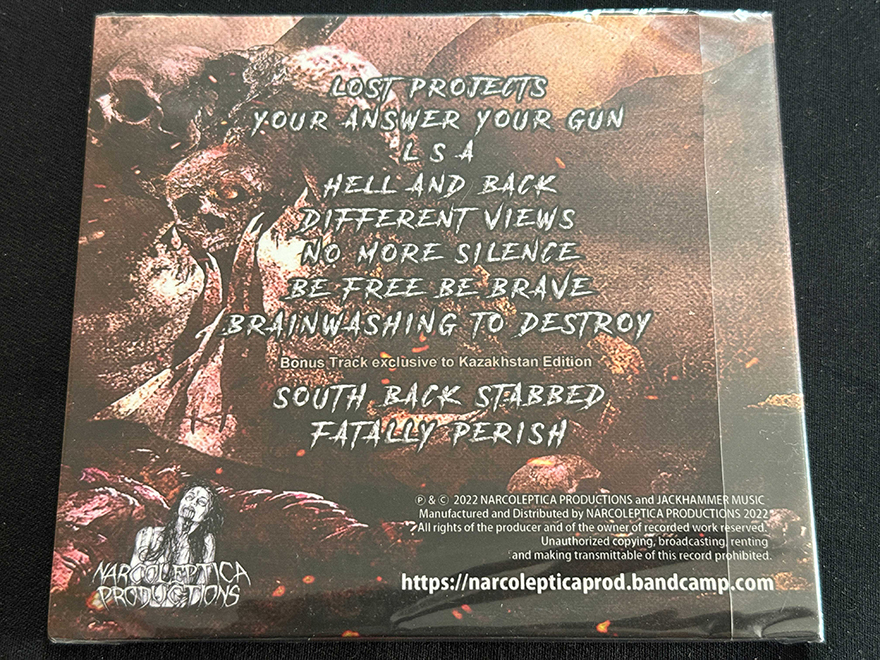 LOST PROJECTS
YOUR ANSWER YOUR GUN
L S A
HELL AND BACK
DIFFERENT VIEWS
NO MORE SILENCE
BE FREE BE BRAVE
BRAINWASHING TO DESTROY
Bonus Track exclusive to Kazakhstan Edition
SOUTH BACK STABBED
FATALLY PERISH
℗ & © 2022 NARCOLEPTICA PRODUCTIONS and JACKHAMMER MUSIC
Manufactured and Distributed by NARCOLEPTICA PRODUCTIONS 2022
All rights of the producer and of the owner of recorded work reserved.
Unauthorized copying, broadcasting, renting
and making transmittable of this record prohibited.
https://narcolepticaprod.bandcamp.com
NARCOLEPTICA
PRODUCTIONS